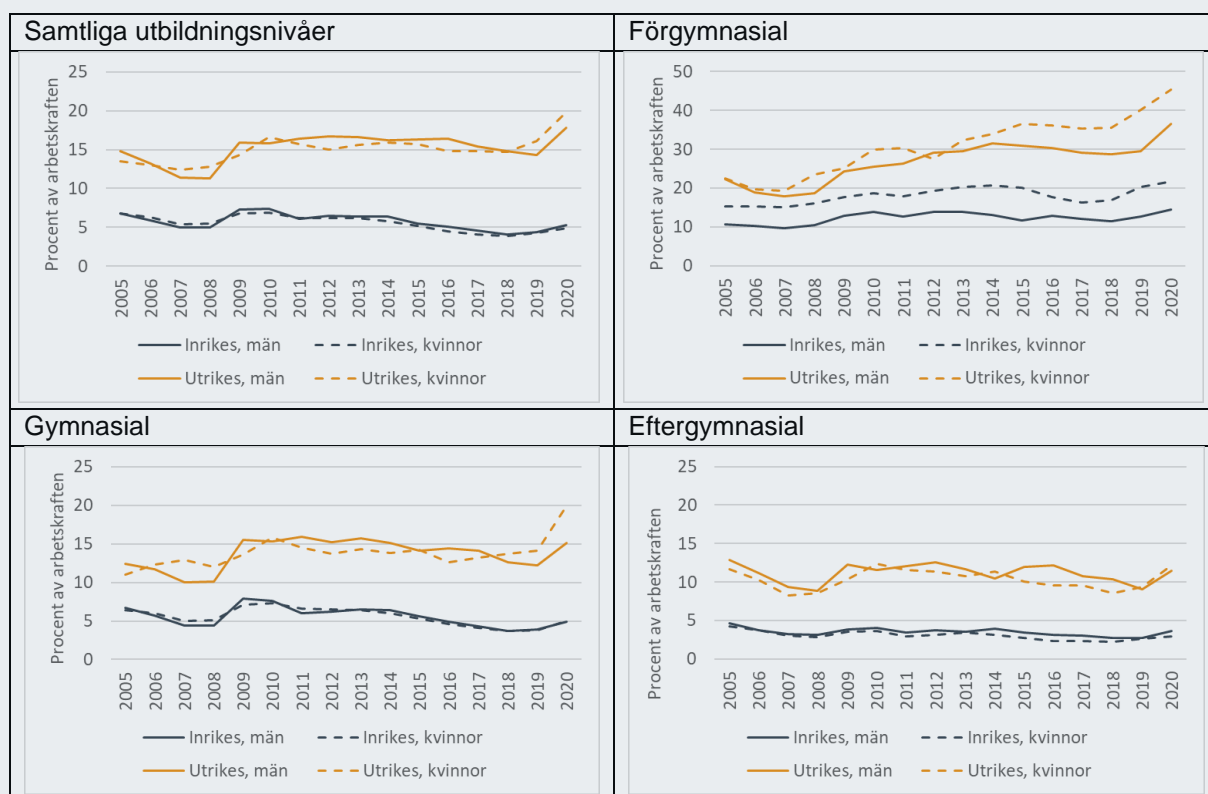 Samtliga utbildningsnivåer
Procent av arbetskraften
25
20
15
10
5
0
2005 2006 2007 2008 2009 2010 2011 2012 2013 2014 2015 2016 2017 2018 2019 2020
Inrikes, män Inrikes, kvinnor
Utrikes, män Utrikes, kvinnor
Förgymnasial
Procent av arbetskraften
50
40
30
20
10
0
2005 2006 2007 2008 2009 2010 2011 2012 2013 2014 2015 2016 2017 2018 2019 2020
Inrikes, män Inrikes, kvinnor
Utrikes, män Utrikes, kvinnor
Gymnasial
Procent av arbetskraften
25
20
15
10
5
0
2005 2006 2007 2008 2009 2010 2011 2012 2013 2014 2015 2016 2017 2018 2019 2020
Inrikes, män Inrikes, kvinnor
Utrikes, män Utrikes, kvinnor
Eftergymnasial
Procent av arbetskraften
25
20
15
10
5
0
2005 2006 2007 2008 2009 2010 2011 2012 2013 2014 2015 2016 2017 2018 2019 2020
Inrikes, män Inrikes, kvinnor
Utrikes, män Utrikes, kvinnor